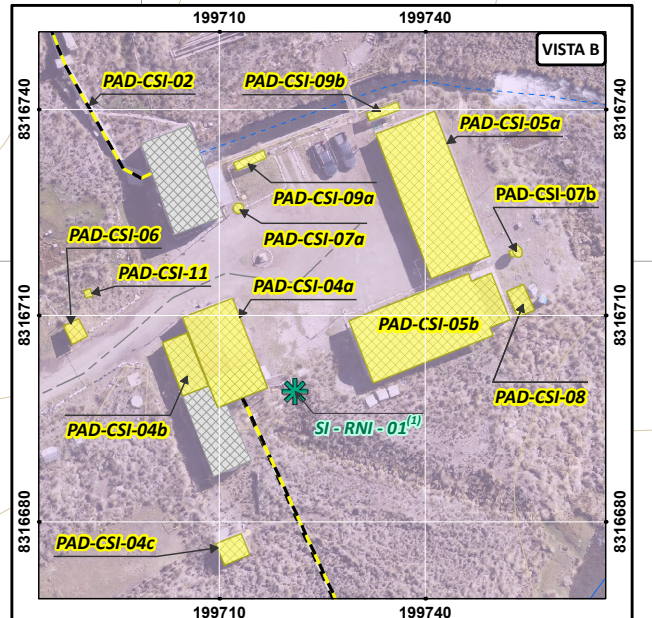 199710
199740
VISTA B
PAD-CSI-02
PAD-CSI-09b
8316740
8316740
PAD-CSI-05a
PAD-CSI-09a
PAD-CSI-07b
PAD-CSI-06
PAD-CSI-07a
PAD-CSI-11
PAD-CSI-04a
8316710
8316710
PAD-CSI-05b
PAD-CSI-08
PAD-CSI-04b
SI - RNI - 01(1)
8316680
8316680
PAD-CSI-04c
199710
199740